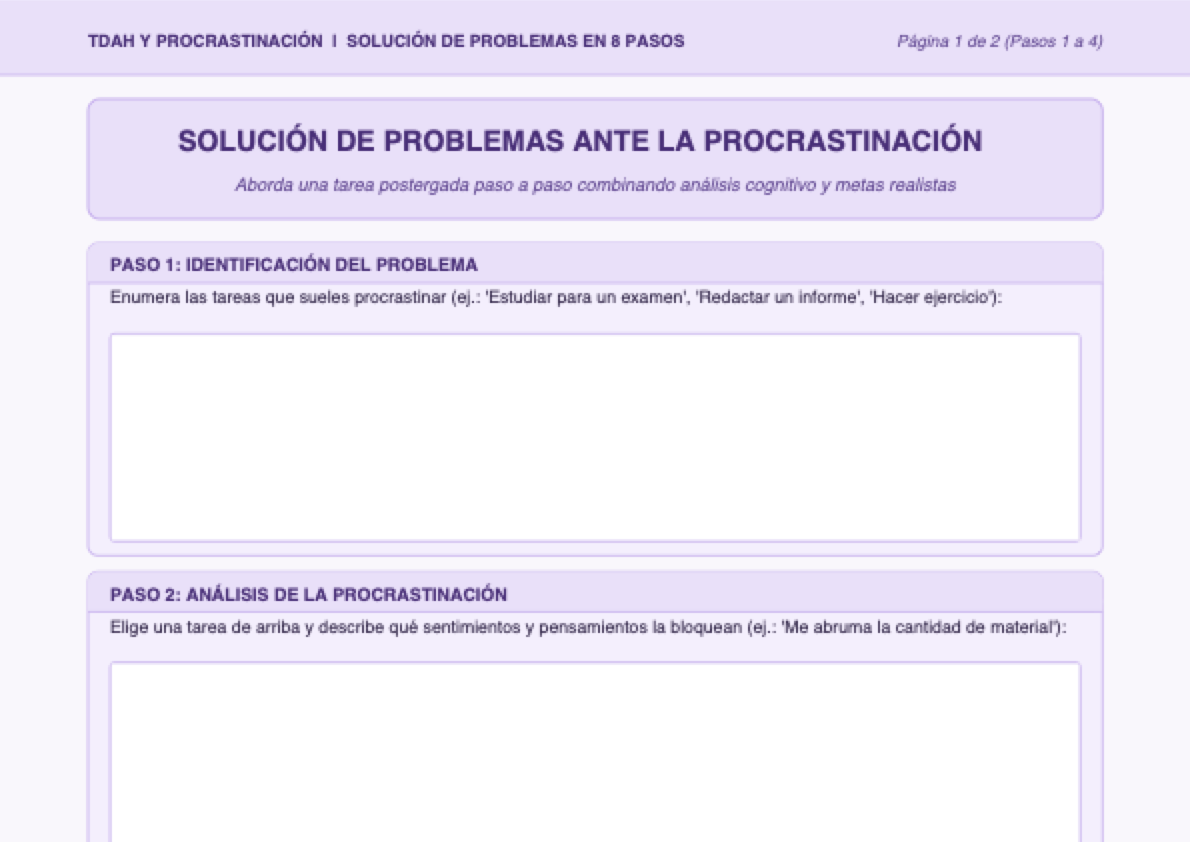 TDAH Y PROCRASTINACIÓN | SOLUCIÓN DE PROBLEMAS EN 8 PASOS
Página 1 de 2 (Pasos 1 a 4)
SOLUCIÓN DE PROBLEMAS ANTE LA PROCRASTINACIÓN
Aborda una tarea postergada paso a paso combinando análisis cognitivo y metas realistas
PASO 1: IDENTIFICACIÓN DEL PROBLEMA
Enumera las tareas que sueles procrastinar (ej.: 'Estudiar para un examen', 'Redactar un informe', 'Hacer ejercicio'):
PASO 2: ANÁLISIS DE LA PROCRASTINACIÓN
Elige una tarea de arriba y describe qué sentimientos y pensamientos la bloquean (ej.: 'Me abruma la cantidad de material'):